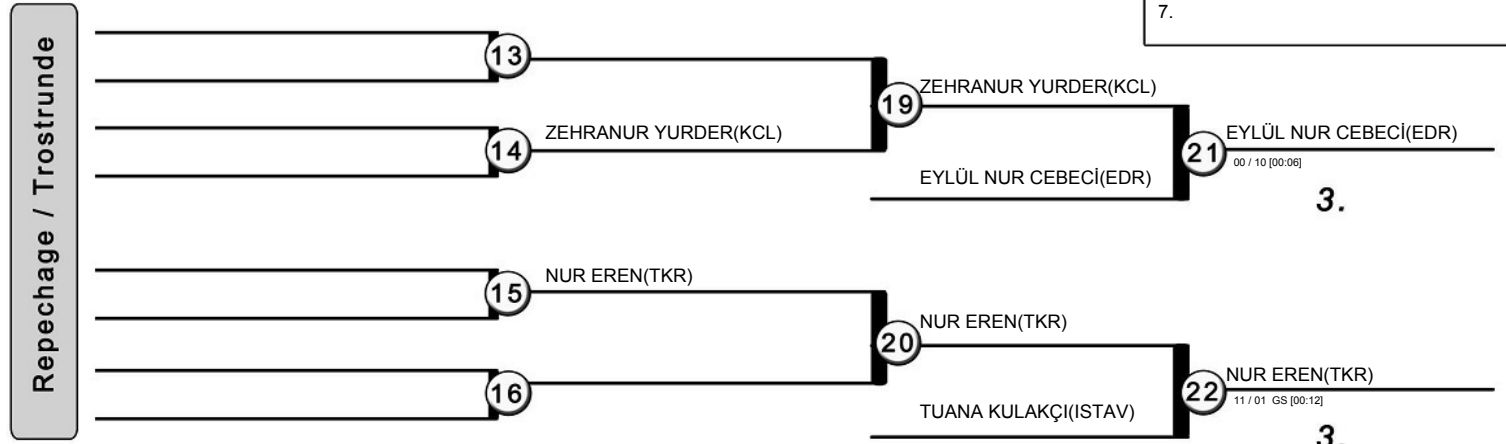 Repechage / Trostrunde
7.
13
ZEHRANUR YURDER(KCL)
19
ZEHRANUR YURDER(KCL)
14
EYLÜL NUR CEBECİ(EDR)
21
EYLÜL NUR CEBECİ(EDR)
00 / 10 [00:06]
3.
NUR EREN(TKR)
15
NUR EREN(TKR)
20
16
TUANA KULAKÇI(ISTAV)
22
NUR EREN(TKR)
11 / 01 GS [00:12]
3.